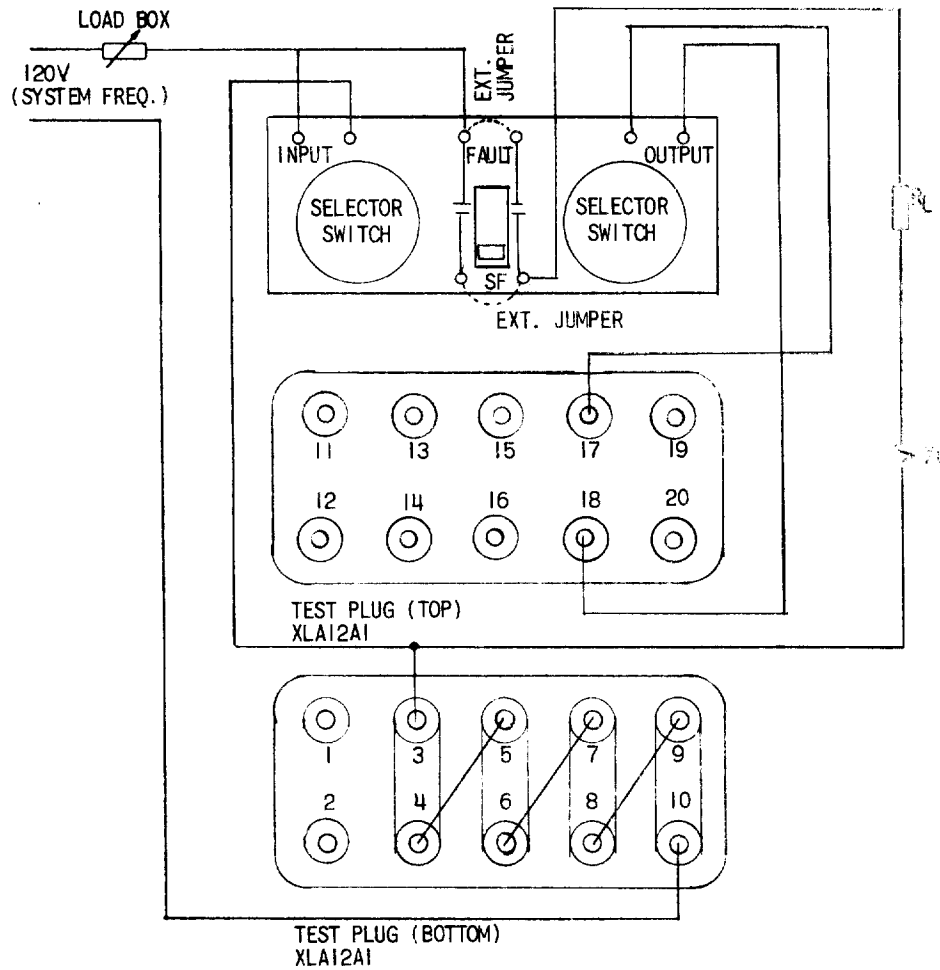 LOAD BOX
120V
(SYSTEM FREQ.)
EXT.
JUMPER
INPUT
FAULT
OUTPUT
SELECTOR
SWITCH
SELECTOR
SWITCH
SF
EXT. JUMPER
11 13 15 17 19
12 14 16 18 20
TEST PLUG (TOP)
XLA12A1
1 3 5 7 9
2 4 6 8 10
TEST PLUG (BOTTOM)
XLA12A1